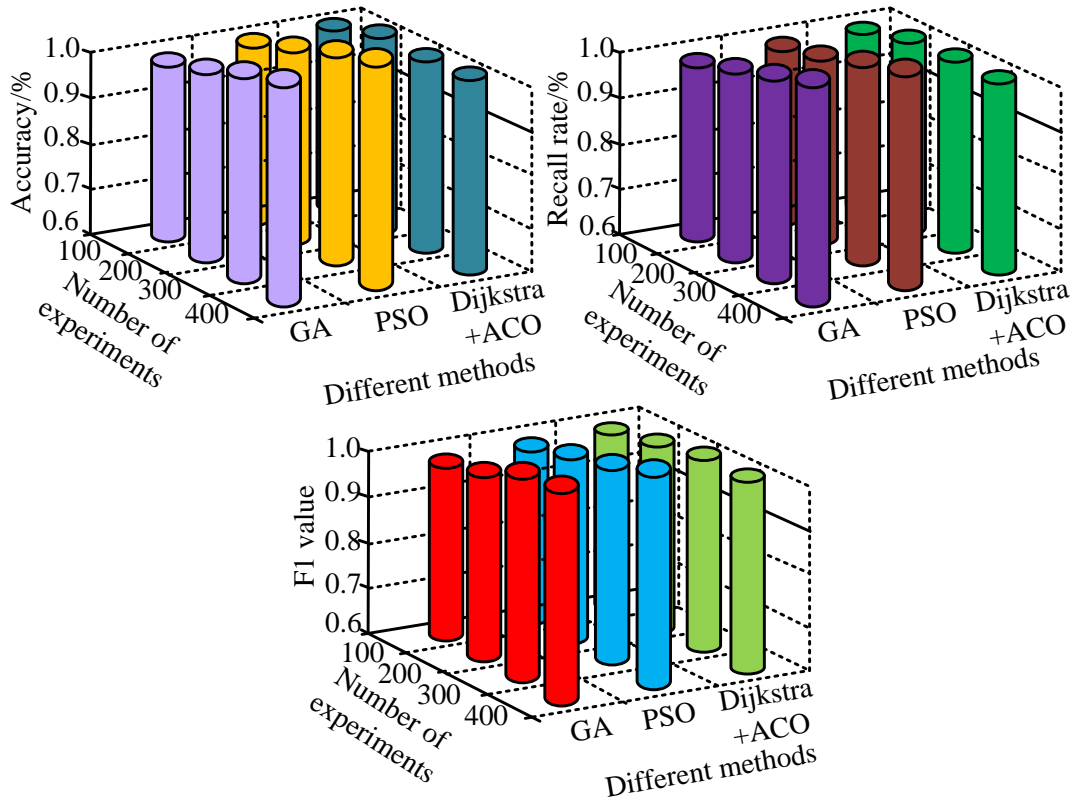 Accuracy/%
1.0
0.9
0.8
0.7
0.6
100
200
300
400
Number of
experiments
GA
PSO
Dijkstra
+ACO
Different methods
Recall rate/%
1.0
0.9
0.8
0.7
0.6
100
200
300
400
Number of
experiments
GA
PSO
Dijkstra
+ACO
Different methods
F1 value
1.0
0.9
0.8
0.7
0.6
100
200
300
400
Number of
experiments
GA
PSO
Dijkstra
+ACO
Different methods